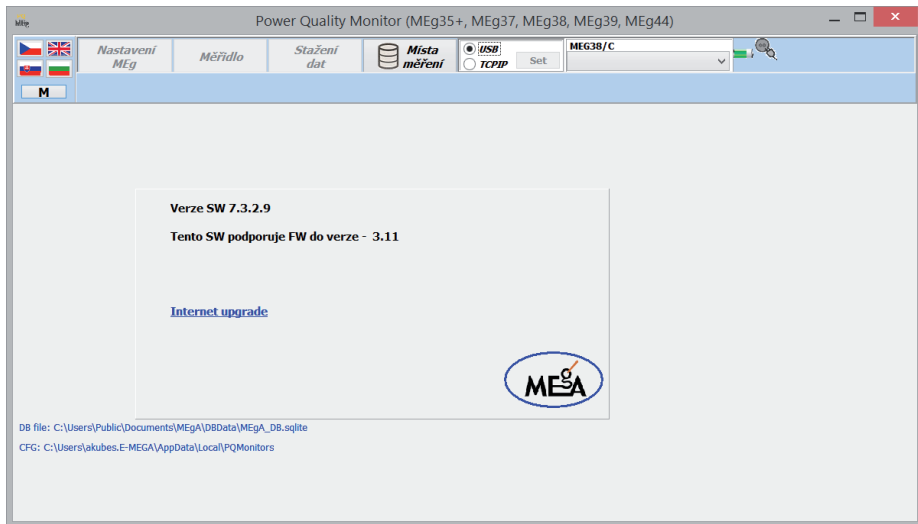 MEg
Power Quality Monitor (MEg35+, MEg37, MEg38, MEg39, MEg44)
Nastavení
MEg
Měřidlo
Stažení
dat
Místa
měření
USB
TCPIP
Set
MEG38/C
M
Verze SW 7.3.2.9
Tento SW podporuje FW do verze - 3.11
Internet upgrade
MEgA
DB file: C:\Users\Public\Documents\MEgA\DBData\MEgA_DB.sqlite
CFG: C:\Users\akubes.E-MEGA\AppData\Local\PQMonitors